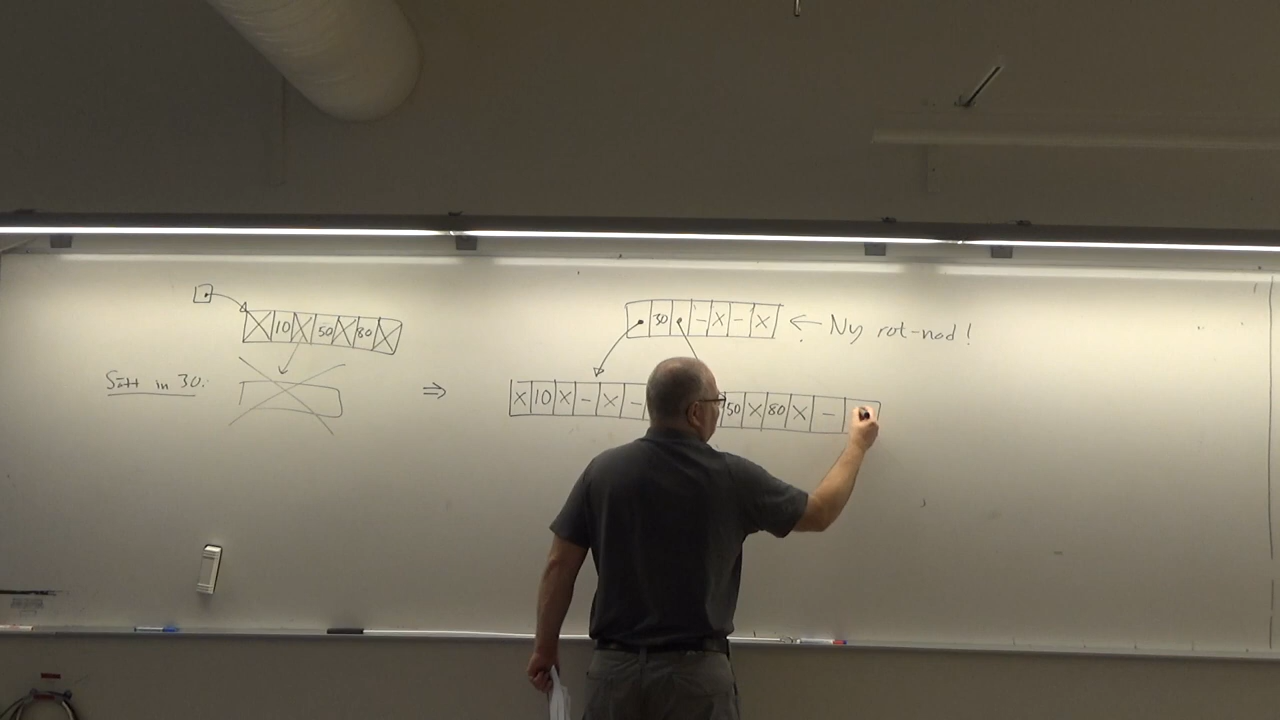 30 - X - X ← Ny rot-nod!
X 10 X 50 X 80 X
Sätt in 30:
⇒
X 10 X - X -
50 X 80 X -